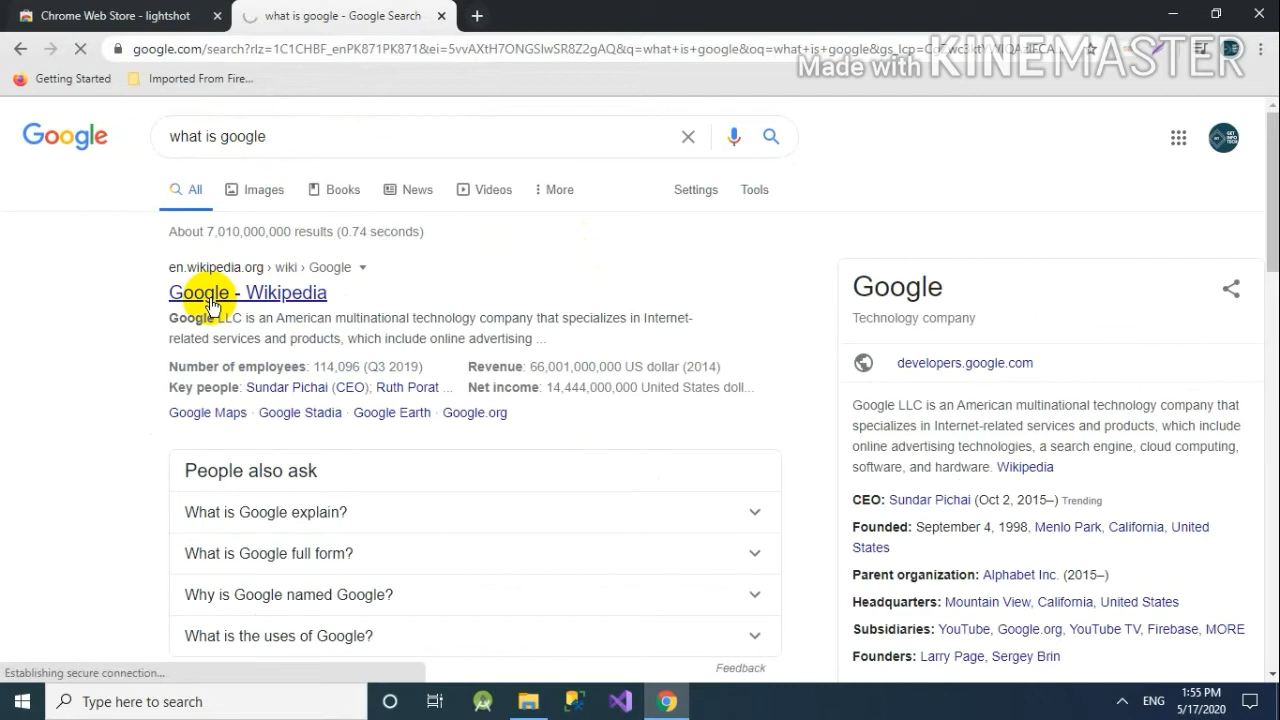 Chrome Web Store - lightshot
what is google - Google Search
google.com/search?rlz=1C1CHBF_enPK871PK871&ei=5vvAXtH7ONGSlwSR8Z2gAQ&q=what+is+google&oq=what+is+google&gs_lcp=
Made with KINEMASTER
Getting Started
Imported From Fire...
Google
what is google
All
Images
Books
News
Videos
More
Settings
Tools
About 7,010,000,000 results (0.74 seconds)
en.wikipedia.org › wiki › Google
Google - Wikipedia
Google LLC is an American multinational technology company that specializes in Internet-
related services and products, which include online advertising ...
Number of employees: 114,096 (Q3 2019)
Revenue: 66,001,000,000 US dollar (2014)
Key people: Sundar Pichai (CEO); Ruth Porat ...
Net income: 14,444,000,000 United States doll...
Google Maps · Google Stadia · Google Earth · Google.org
People also ask
What is Google explain?
What is Google full form?
Why is Google named Google?
What is the uses of Google?
Feedback
Google
Technology company
developers.google.com
Google LLC is an American multinational technology company that
specializes in Internet-related services and products, which include
online advertising technologies, a search engine, cloud computing,
software, and hardware. Wikipedia
CEO: Sundar Pichai (Oct 2, 2015–) Trending
Founded: September 4, 1998, Menlo Park, California, United
States
Parent organization: Alphabet Inc. (2015–)
Headquarters: Mountain View, California, United States
Subsidiaries: YouTube, Google.org, YouTube TV, Firebase, MORE
Founders: Larry Page, Sergey Brin
Establishing secure connection...
Type here to search
ENG
1:55 PM
5/17/2020